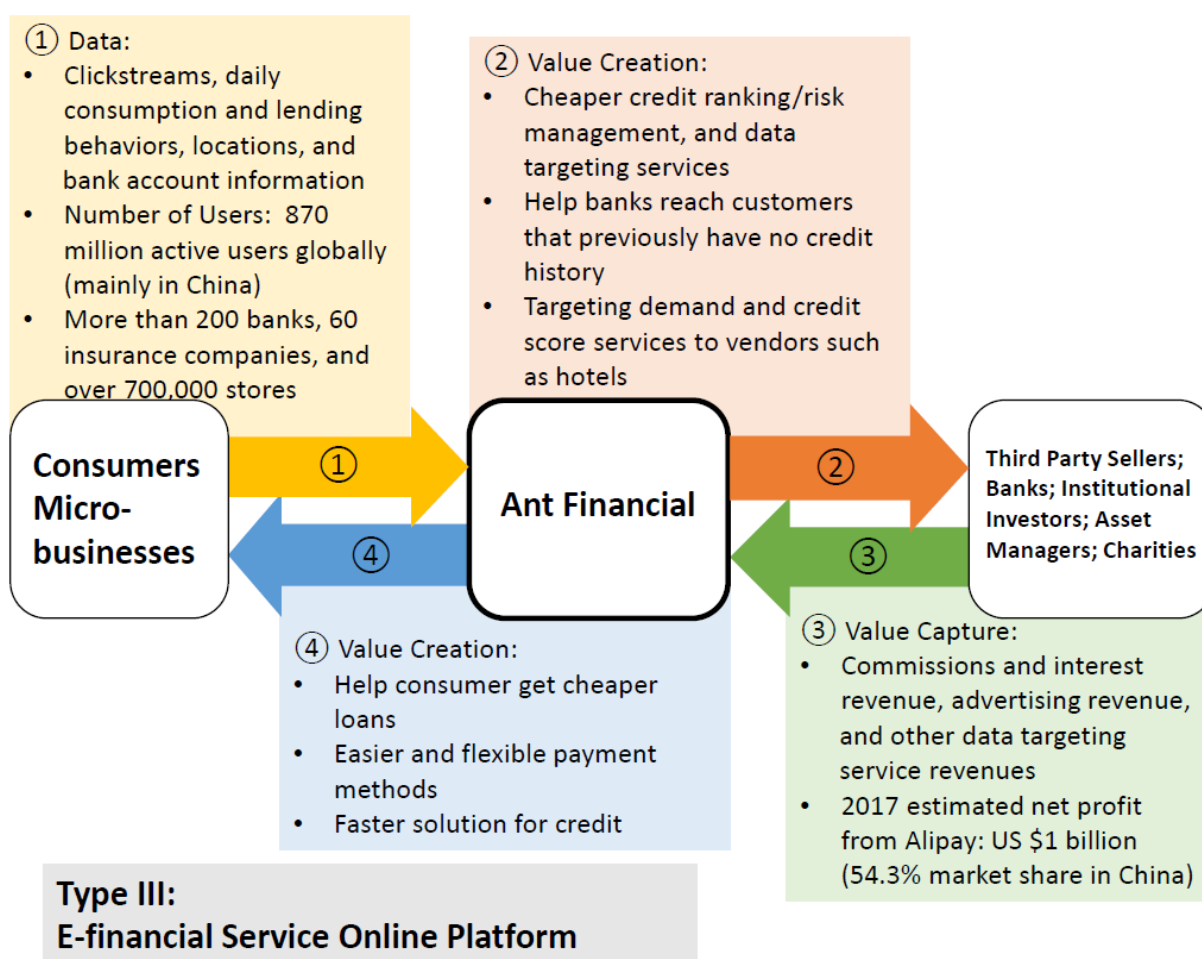 ① Data:
• Clickstreams, daily
consumption and lending
behaviors, locations, and
bank account information
• Number of Users: 870
million active users globally
(mainly in China)
• More than 200 banks, 60
insurance companies, and
over 700,000 stores
② Value Creation:
• Cheaper credit ranking/risk
management, and data
targeting services
• Help banks reach customers
that previously have no credit
history
• Targeting demand and credit
score services to vendors such
as hotels
Consumers
Micro-
businesses
①
④
Ant Financial
②
③
Third Party Sellers;
Banks; Institutional
Investors; Asset
Managers; Charities
④ Value Creation:
• Help consumer get cheaper
loans
• Easier and flexible payment
methods
• Faster solution for credit
③ Value Capture:
• Commissions and interest
revenue, advertising revenue,
and other data targeting
service revenues
• 2017 estimated net profit
from Alipay: US $1 billion
(54.3% market share in China)
Type III:
E-financial Service Online Platform